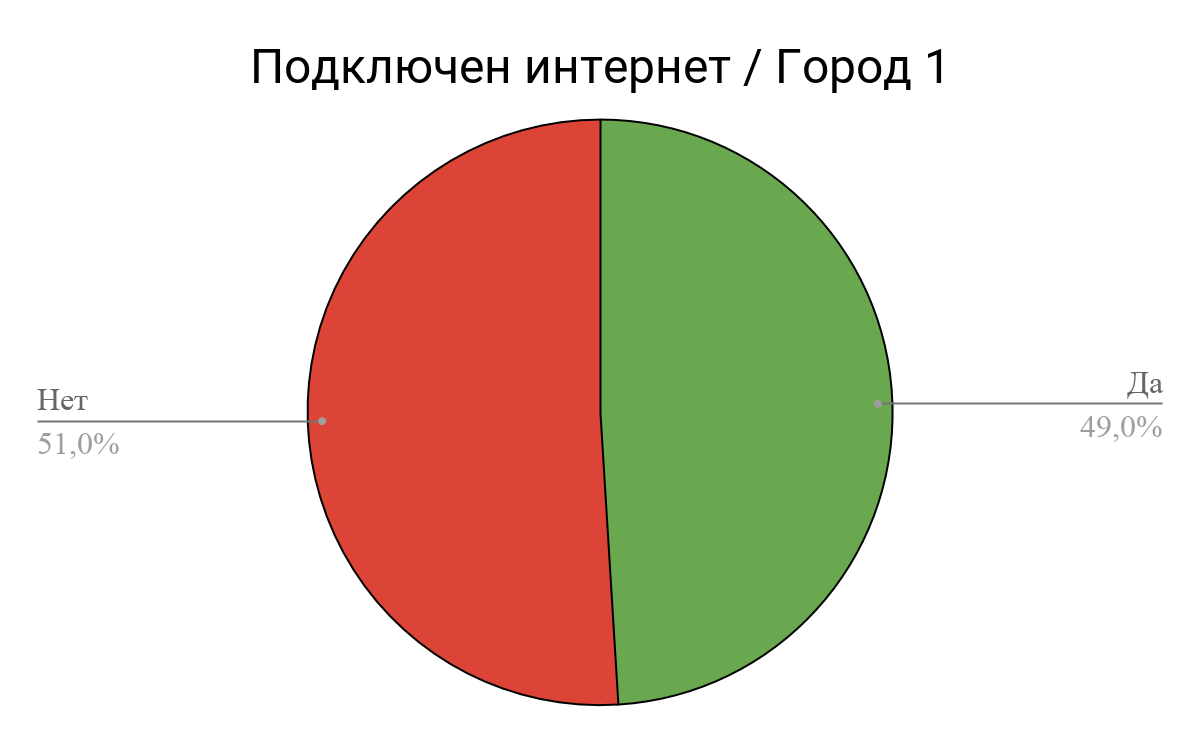 Подключен интернет / Город 1
Нет
51,0%
Да
49,0%